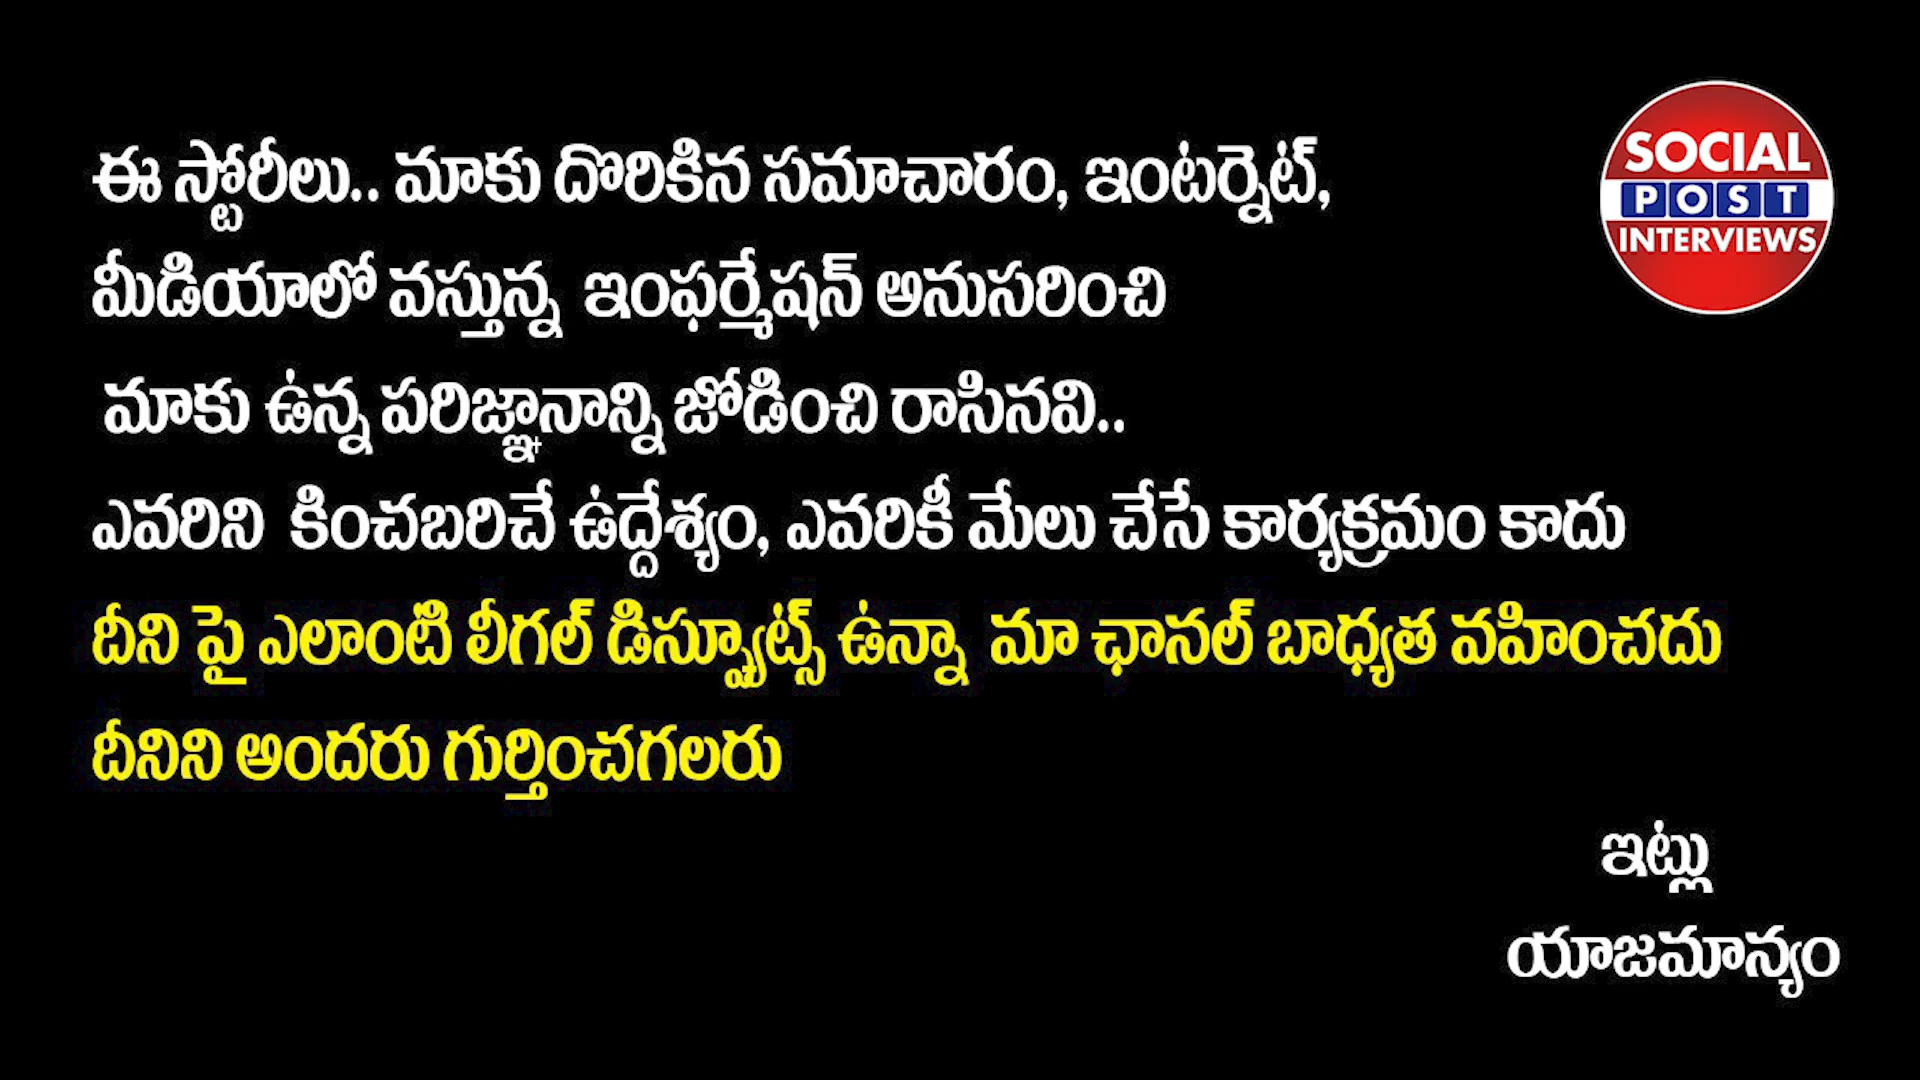 ఈ స్టోరీలు.. మాకు దొరికిన సమాచారం, ఇంటర్నెట్,
మీడియాలో వస్తున్న ఇంఫర్మేషన్ అనుసరించి
మాకు ఉన్న పరిజ్ఞానాన్ని జోడించి రాసినవి..
ఎవరిని కించబరిచే ఉద్దేశ్యం, ఎవరికీ మేలు చేసే కార్యక్రమం కాదు
దీని పై ఎలాంటి లీగల్ డిస్ప్యూట్స్ ఉన్నా మా ఛానల్ బాధ్యత వహించదు
దీనిని అందరు గుర్తించగలరు
ఇట్లు
యాజమాన్యం
SOCIAL
POST
INTERVIEWS